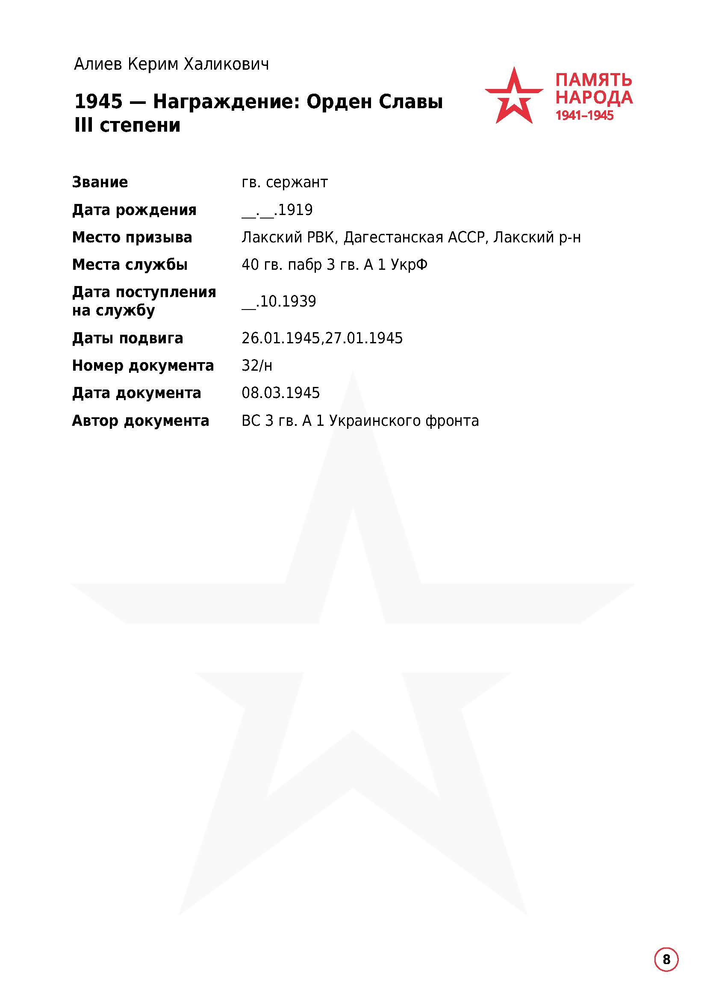 Алиев Керим Халикович
1945 — Награждение: Орден Славы
III степени
ПАМЯТЬ
НАРОДА
1941–1945
Звание гв. сержант
Дата рождения __.__.1919
Место призыва Лакский РВК, Дагестанская АССР, Лакский р-н
Места службы 40 гв. пабр 3 гв. А 1 УкрФ
Дата поступления
на службу __.10.1939
Даты подвига 26.01.1945,27.01.1945
Номер документа 32/н
Дата документа 08.03.1945
Автор документа ВС 3 гв. А 1 Украинского фронта
8